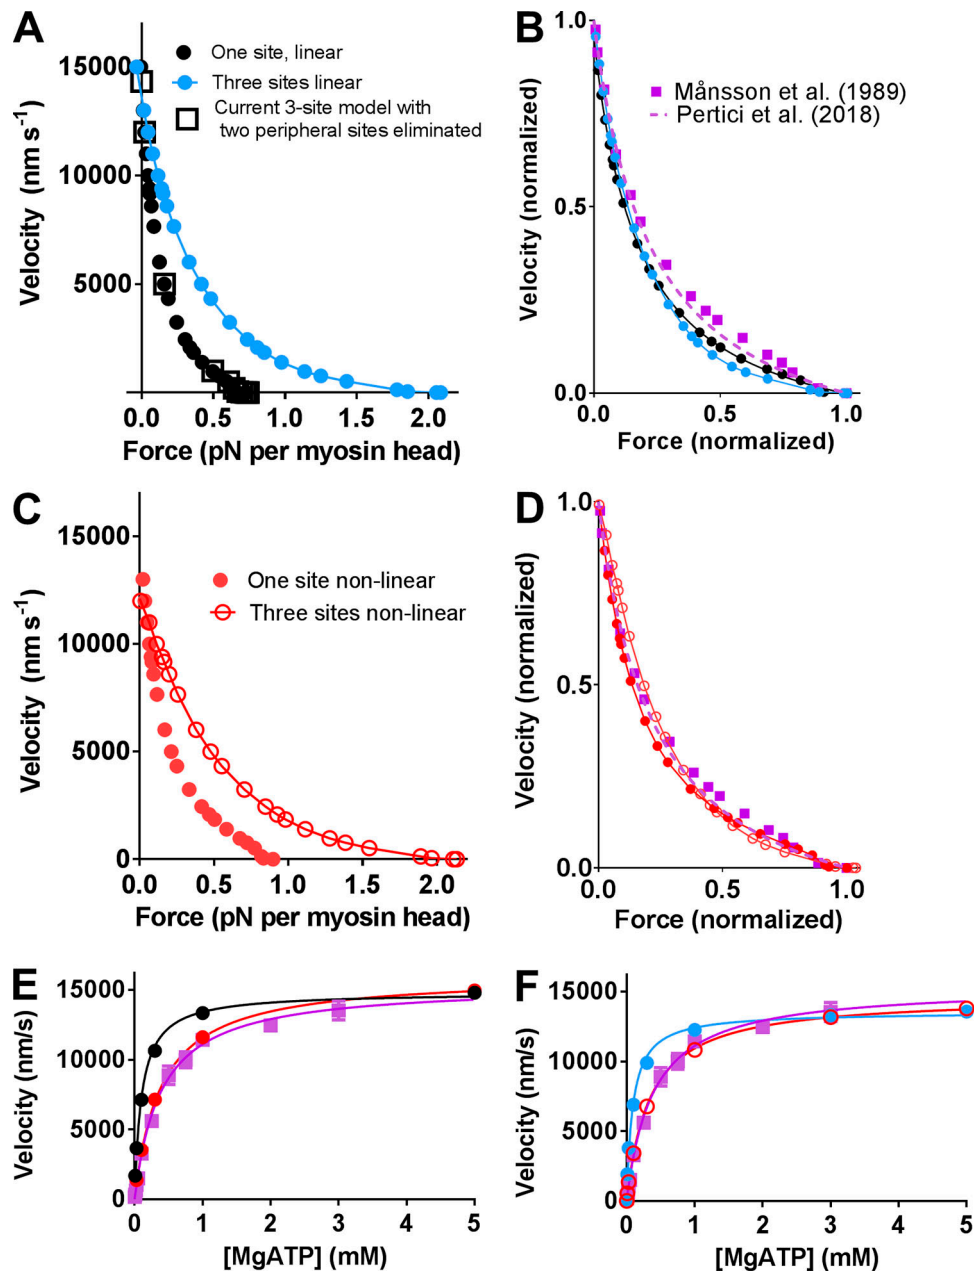 A
One site, linear
Three sites linear
Current 3-site model with
two peripheral sites eliminated
15000
10000
5000
0.0 0.5 1.0 1.5 2.0
Velocity (nm s-1)
Force (pN per myosin head)
B
Månsson et al. (1989)
Pertici et al. (2018)
1.0
0.5
0.0
0.0 0.5 1.0
Velocity (normalized)
Force (normalized)
C
One site non-linear
Three sites non-linear
15000
10000
5000
0
0.0 0.5 1.0 1.5 2.0
Velocity (nm s-1)
Force (pN per myosin head)
D
1.0
0.5
0.0
0.0 0.5 1.0
Velocity (normalized)
Force (normalized)
E
15000
10000
5000
0
0 1 2 3 4 5
Velocity (nm/s)
[MgATP] (mM)
F
15000
10000
5000
0
0 1 2 3 4 5
Velocity (nm/s)
[MgATP] (mM)